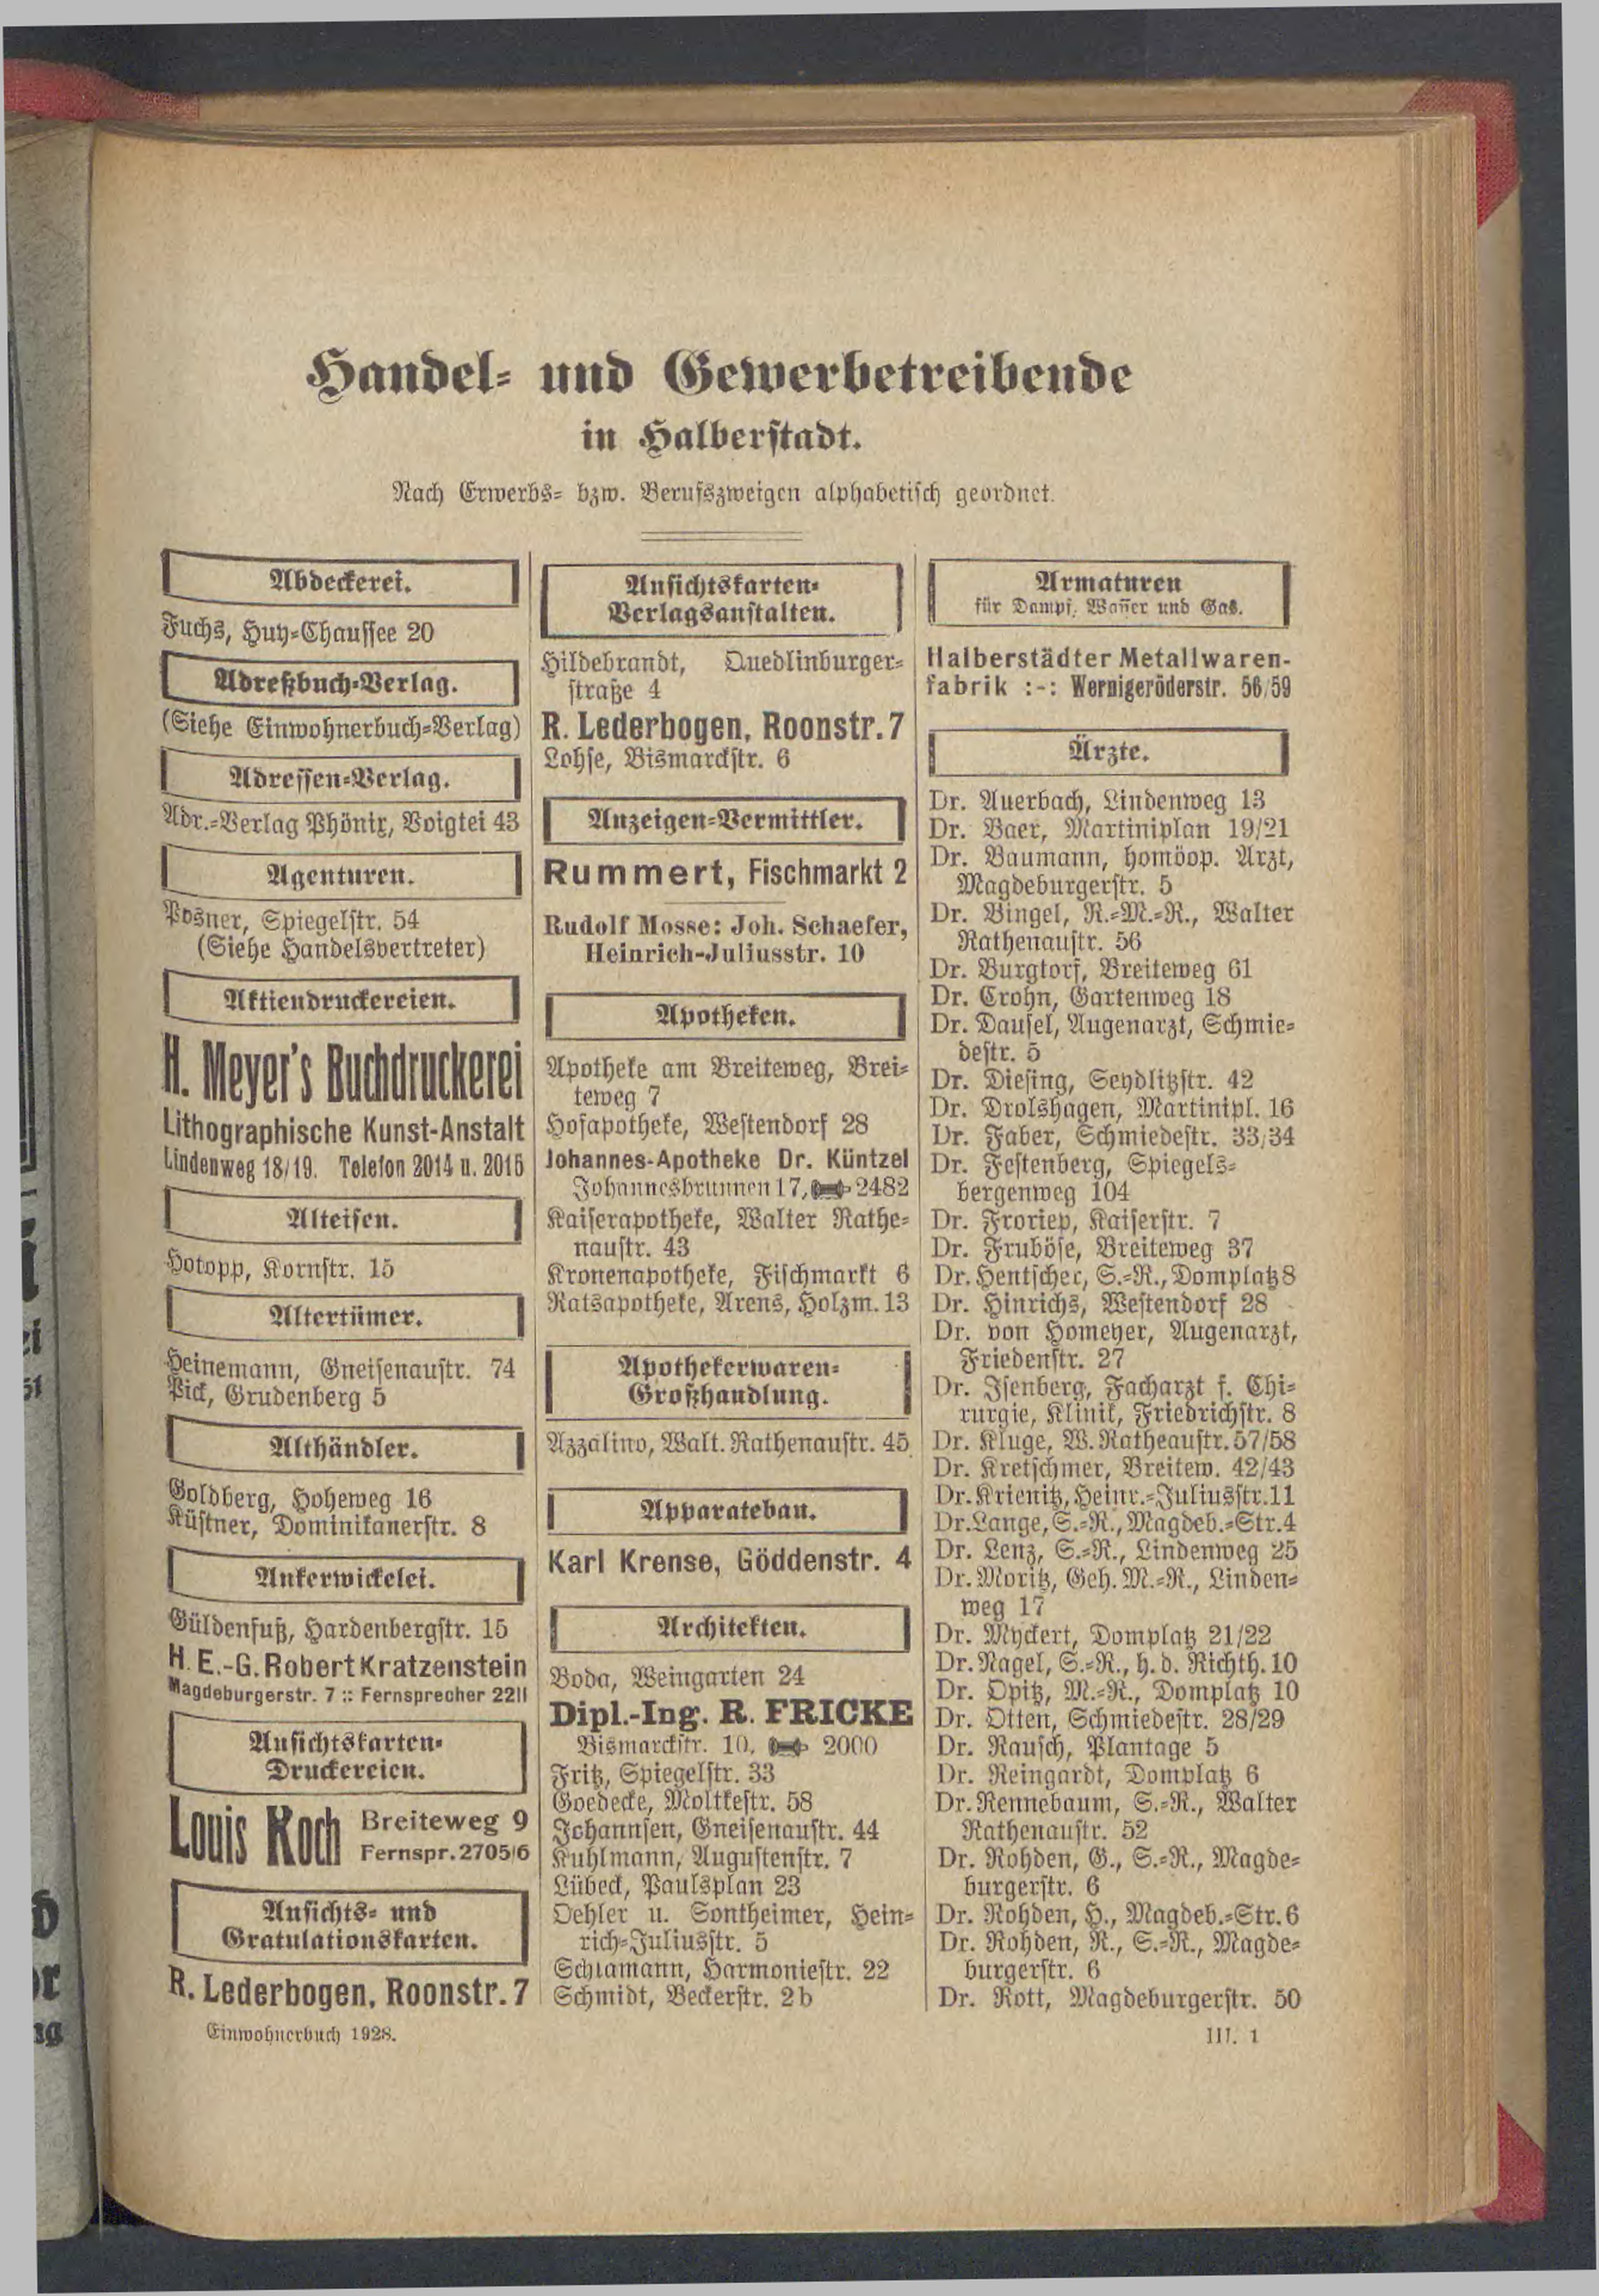 Handel- und Gewerbetreibende
in Halberstadt.
Nach Erwerbs- bzw. Berufszweigen alphabetisch geordnet.
Abdeckerei.
Fuchs, Huy-Chaussee 20
Adreßbuch-Verlag.
(Siehe Einwohnerbuch-Verlag)
Adressen-Verlag.
Adr.-Verlag Phönix, Voigtei 43
Agenturen.
Posner, Spiegelstr. 54
(Siehe Handelsvertreter)
Aktiendruckereien.
H. Meyer's Buchdruckerei
Lithographische Kunst-Anstalt
Lindenweg 18/19. Telefon 2014 u. 2015
Alteisen.
Hotopp, Kornstr. 15
Altertümer.
Heinemann, Gneisenaustr. 74
Pick, Grudenberg 5
Althändler.
Goldberg, Hoheweg 16
Küstner, Dominikanerstr. 8
Ankerwickelei.
Güldenfuß, Hardenbergstr. 15
H. E.-G. Robert Kratzenstein
Magdeburgerstr. 7 :: Fernsprecher 2211
Ansichtskarten-
Druckereien.
Louis Koch Breiteweg 9
Fernspr. 2705/6
Ansichts- und
Gratulationskarten.
R. Lederbogen, Roonstr. 7
Ansichtskarten-
Verlagsanstalten.
Hildebrandt, Quedlinburger-
straße 4
R. Lederbogen, Roonstr. 7
Lohse, Bismarckstr. 6
Anzeigen-Vermittler.
Rummert, Fischmarkt 2
Rudolf Mosse: Joh. Schaefer,
Heinrich-Juliusstr. 10
Apotheken.
Apotheke am Breiteweg, Brei-
teweg 7
Hofapotheke, Westendorf 28
Johannes-Apotheke Dr. Küntzel
Johannesbrunnen 17, 2482
Kaiserapotheke, Walter Rathe-
naustr. 43
Kronenapotheke, Fischmarkt 6
Ratsapotheke, Arens, Holzm. 13
Apothekerwaren-
Großhandlung.
Azzalino, Walt. Rathenaustr. 45
Apparatebau.
Karl Krense, Göddenstr. 4
Architekten.
Boda, Weingarten 24
Dipl.-Ing. R. FRICKE
Bismarckstr. 10, 2000
Fritz, Spiegelstr. 33
Goedecke, Moltkestr. 58
Johannsen, Gneisenaustr. 44
Kuhlmann, Augustenstr. 7
Lübeck, Paulsplan 23
Oehler u. Sontheimer, Hein-
rich-Juliusstr. 5
Schiamann, Harmoniestr. 22
Schmidt, Beckerstr. 2b
Armaturen
für Dampf, Wasser und Gas.
Halberstädter Metallwaren-
fabrik :-: Wernigeröderstr. 56/59
Ärzte.
Dr. Auerbach, Lindenweg 13
Dr. Baer, Martiniplan 19/21
Dr. Baumann, homöop. Arzt,
Magdeburgerstr. 5
Dr. Bingel, R.-M.-R., Walter
Rathenaustr. 56
Dr. Burgtorf, Breiteweg 61
Dr. Crohn, Gartenweg 18
Dr. Dausel, Augenarzt, Schmie-
destr. 5
Dr. Diesing, Seydlitzstr. 42
Dr. Drolshagen, Martinipl. 16
Dr. Faber, Schmiedestr. 33/34
Dr. Festenberg, Spiegels-
bergenweg 104
Dr. Froriep, Kaiserstr. 7
Dr. Fruböse, Breiteweg 37
Dr. Hentscher, S.-R., Domplatz 8
Dr. Hinrichs, Westendorf 28
Dr. von Homeyer, Augenarzt,
Friedenstr. 27
Dr. Isenberg, Facharzt f. Chi-
rurgie, Klinik, Friedrichstr. 8
Dr. Kluge, W. Ratheaustr. 57/58
Dr. Kretschmer, Breitew. 42/43
Dr. Krienitz, Heinr.-Juliusstr. 11
Dr. Lange, S.-R., Magdeb.-Str. 4
Dr. Lenz, S.-R., Lindenweg 25
Dr. Moritz, Geh. M.-R., Linden-
weg 17
Dr. Myckert, Domplatz 21/22
Dr. Nagel, S.-R., h. d. Richth. 10
Dr. Opitz, M.-R., Domplatz 10
Dr. Otten, Schmiedestr. 28/29
Dr. Rausch, Plantage 5
Dr. Reingardt, Domplatz 6
Dr. Rennebaum, S.-R., Walter
Rathenaustr. 52
Dr. Rohden, G., S.-R., Magde-
burgerstr. 6
Dr. Rohden, H., Magdeb.-Str. 6
Dr. Rohden, R., S.-R., Magde-
burgerstr. 6
Dr. Rott, Magdeburgerstr. 50
Einwohnerbuch 1928.
III. 1